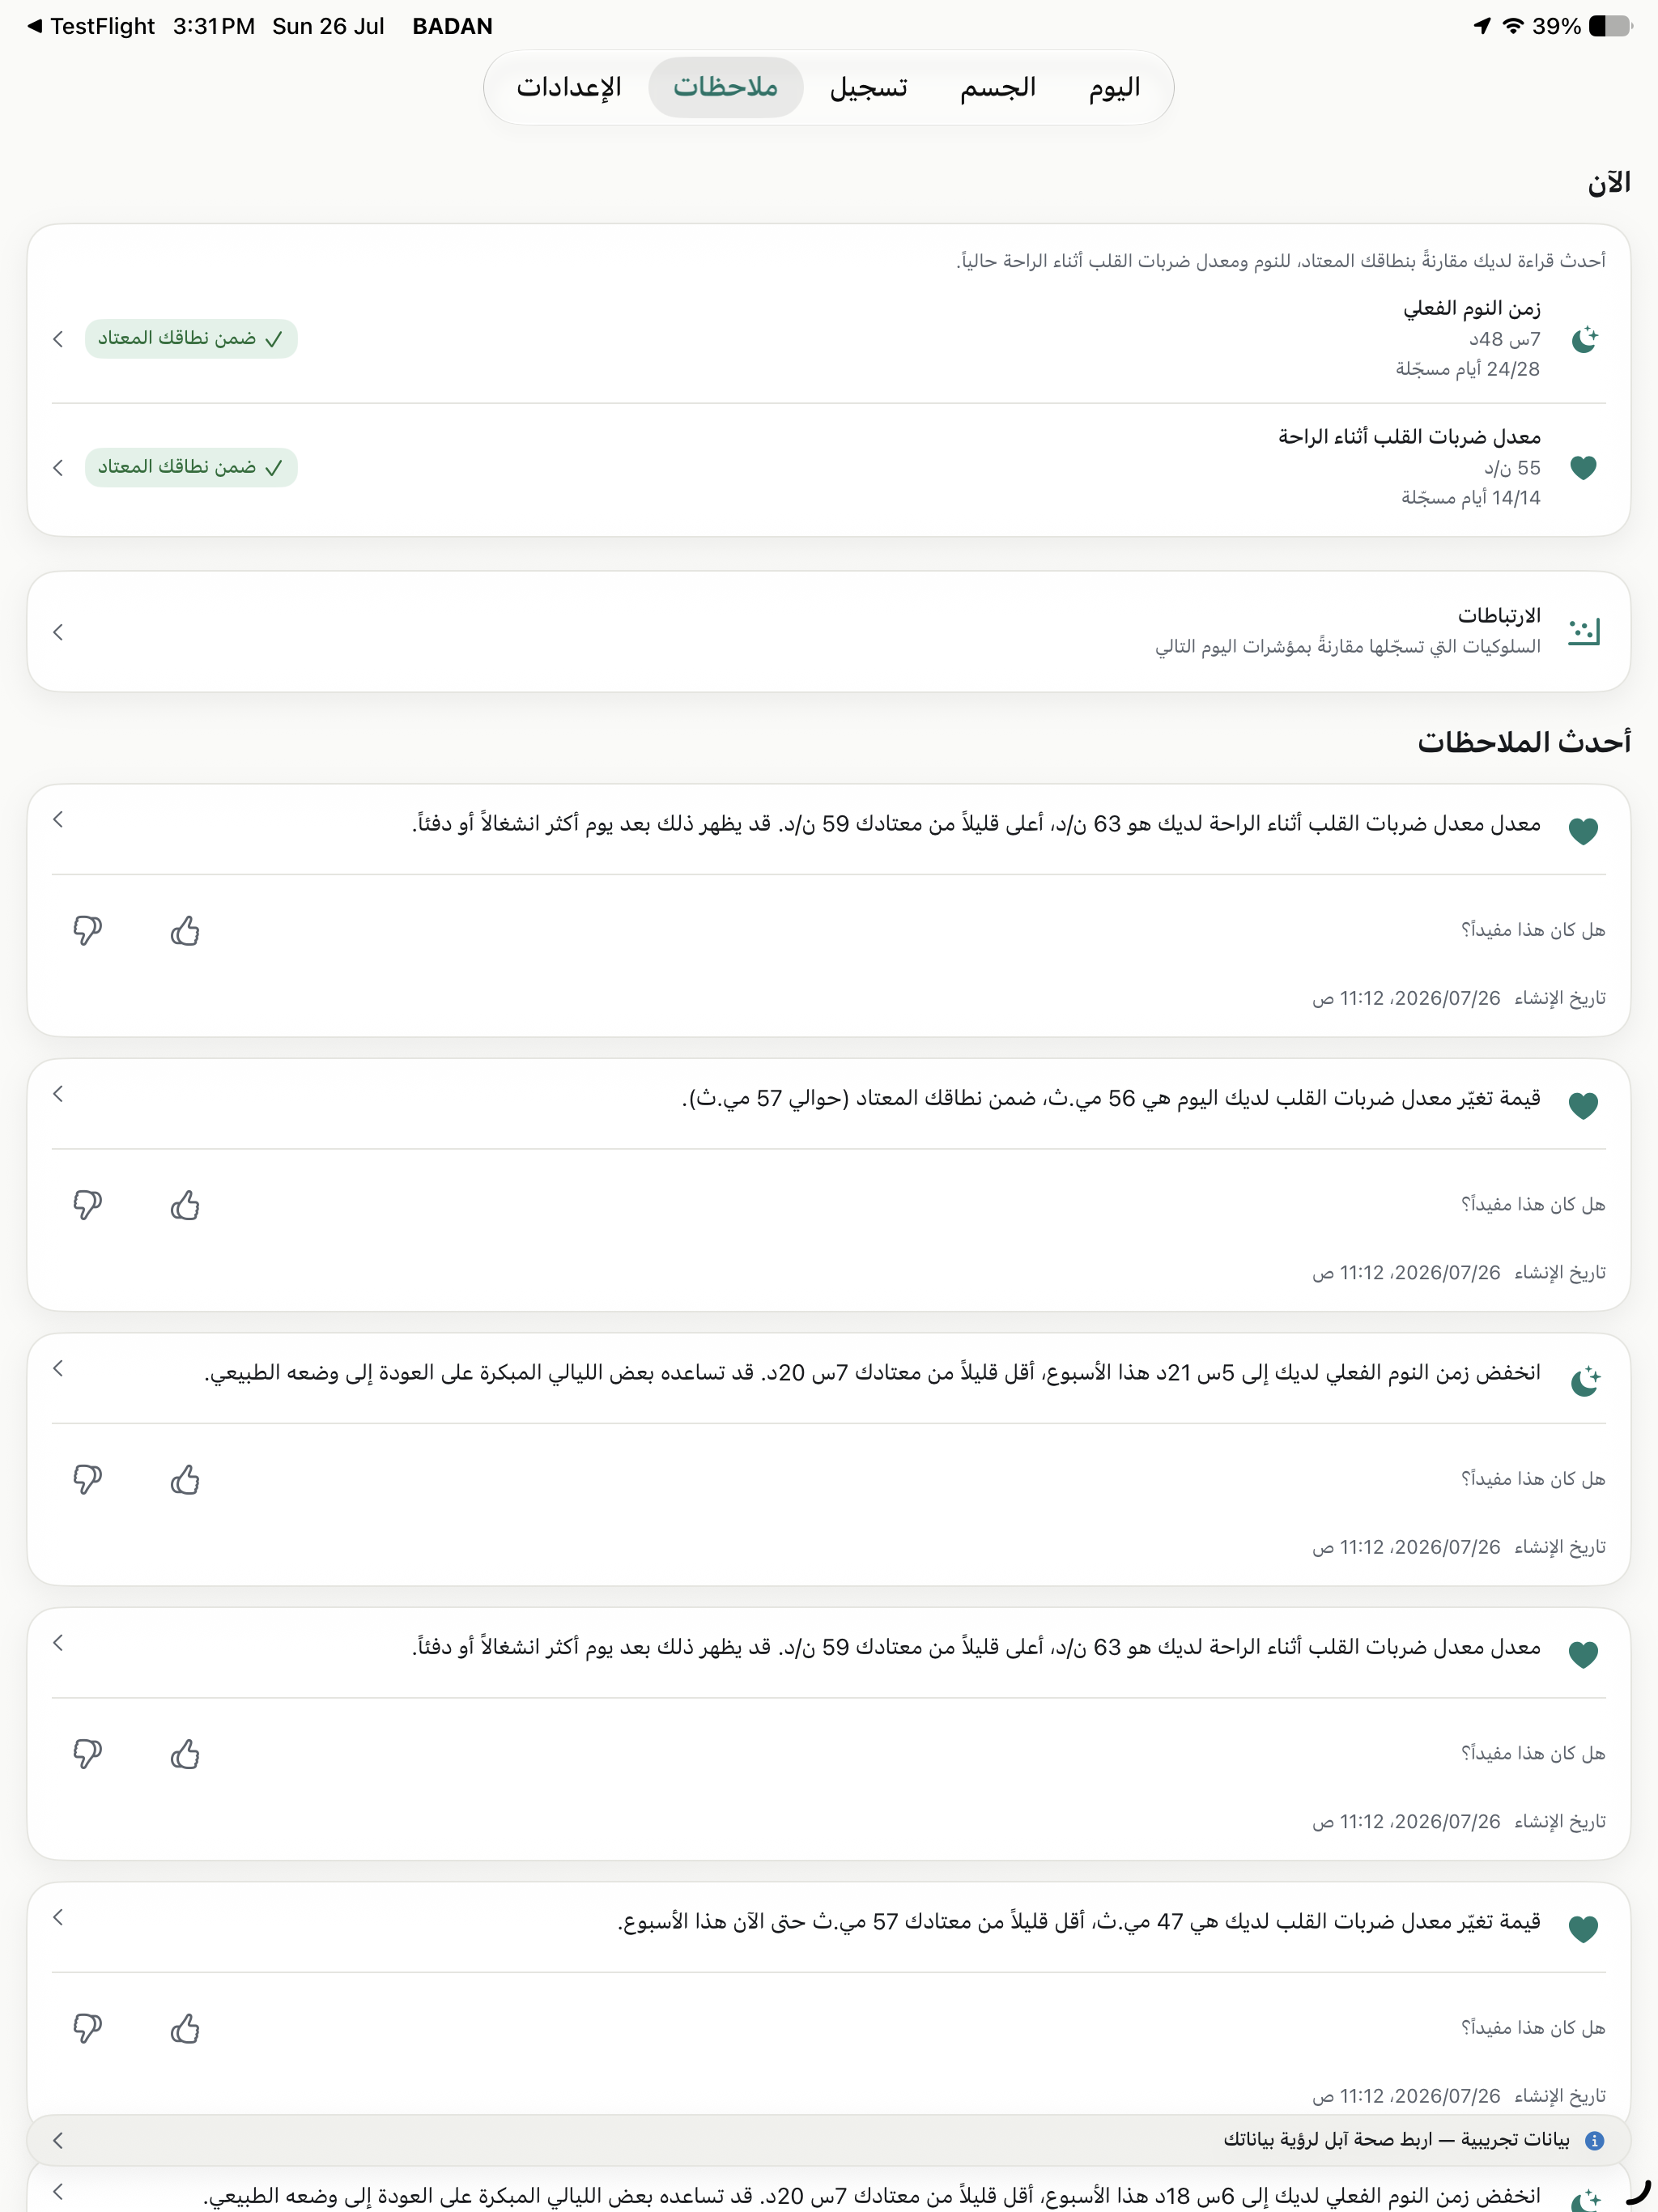 TestFlight 3:31 PM Sun 26 Jul BADAN 39%
اليوم الجسم تسجيل ملاحظات الإعدادات
الآن
أحدث قراءة لديك مقارنةً بنطاقك المعتاد، للنوم ومعدل ضربات القلب أثناء الراحة حالياً.
زمن النوم الفعلي
7س 48د
24/28 أيام مسجّلة
ضمن نطاقك المعتاد
معدل ضربات القلب أثناء الراحة
55 ن/د
14/14 أيام مسجّلة
ضمن نطاقك المعتاد
الارتباطات
السلوكيات التي تسجّلها مقارنةً بمؤشرات اليوم التالي
أحدث الملاحظات
معدل معدل ضربات القلب أثناء الراحة لديك هو 63 ن/د، أعلى قليلاً من معتادك 59 ن/د. قد يظهر ذلك بعد يوم أكثر انشغالاً أو دفئاً.
هل كان هذا مفيداً؟
تاريخ الإنشاء 2026/07/26، 11:12 ص
قيمة تغيّر معدل ضربات القلب لديك اليوم هي 56 مي.ث، ضمن نطاقك المعتاد (حوالي 57 مي.ث).
هل كان هذا مفيداً؟
تاريخ الإنشاء 2026/07/26، 11:12 ص
انخفض زمن النوم الفعلي لديك إلى 5س 21د هذا الأسبوع، أقل قليلاً من معتادك 7س 20د. قد تساعده بعض الليالي المبكرة على العودة إلى وضعه الطبيعي.
هل كان هذا مفيداً؟
تاريخ الإنشاء 2026/07/26، 11:12 ص
معدل معدل ضربات القلب أثناء الراحة لديك هو 63 ن/د، أعلى قليلاً من معتادك 59 ن/د. قد يظهر ذلك بعد يوم أكثر انشغالاً أو دفئاً.
هل كان هذا مفيداً؟
تاريخ الإنشاء 2026/07/26، 11:12 ص
قيمة تغيّر معدل ضربات القلب لديك هي 47 مي.ث، أقل قليلاً من معتادك 57 مي.ث حتى الآن هذا الأسبوع.
هل كان هذا مفيداً؟
تاريخ الإنشاء 2026/07/26، 11:12 ص
بيانات تجريبية — اربط صحة آبل لرؤية بياناتك
انخفض زمن النوم الفعلي لديك إلى 6س 18د هذا الأسبوع، أقل قليلاً من معتادك 7س 20د. قد تساعده بعض الليالي المبكرة على العودة إلى وضعه الطبيعي.